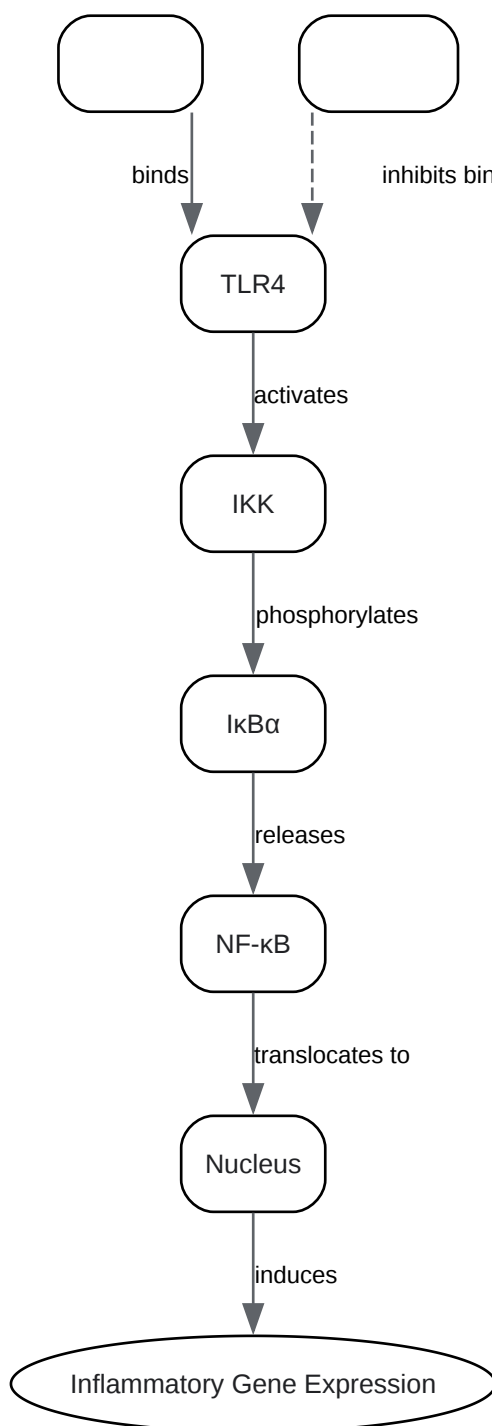 binds
inhibits bin
TLR4
activates
IKK
phosphorylates
IκBα
releases
NF-κB
translocates to
Nucleus
induces
Inflammatory Gene Expression